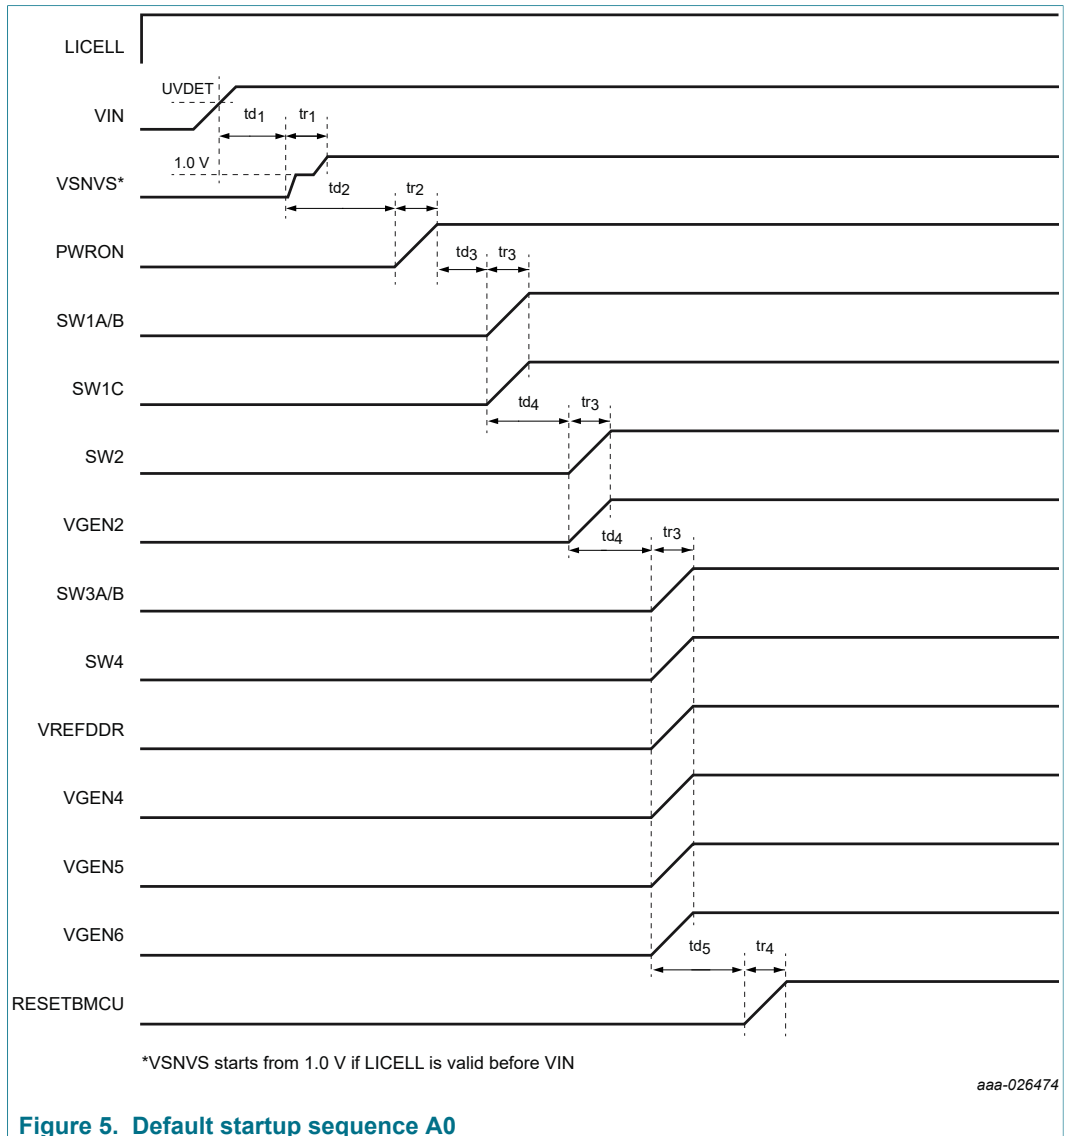 LICELL
UVDET
VIN
td1 tr1
1.0 V
VSNVS*
td2 tr2
PWRON
td3 tr3
SW1A/B
SW1C
td4 tr3
SW2
VGEN2
td4 tr3
SW3A/B
SW4
VREFDDR
VGEN4
VGEN5
VGEN6
td5 tr4
RESETBMCU
*VSNVS starts from 1.0 V if LICELL is valid before VIN
aaa-026474
Figure 5. Default startup sequence A0